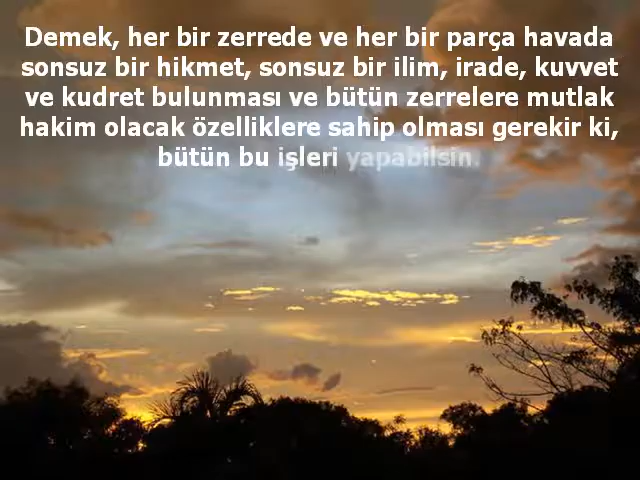 Demek, her bir zerrede ve her bir parça havada
sonsuz bir hikmet, sonsuz bir ilim, irade, kuvvet
ve kudret bulunması ve bütün zerrelere mutlak
hakim olacak özelliklere sahip olması gerekir ki,
bütün bu işleri yapabilsin.